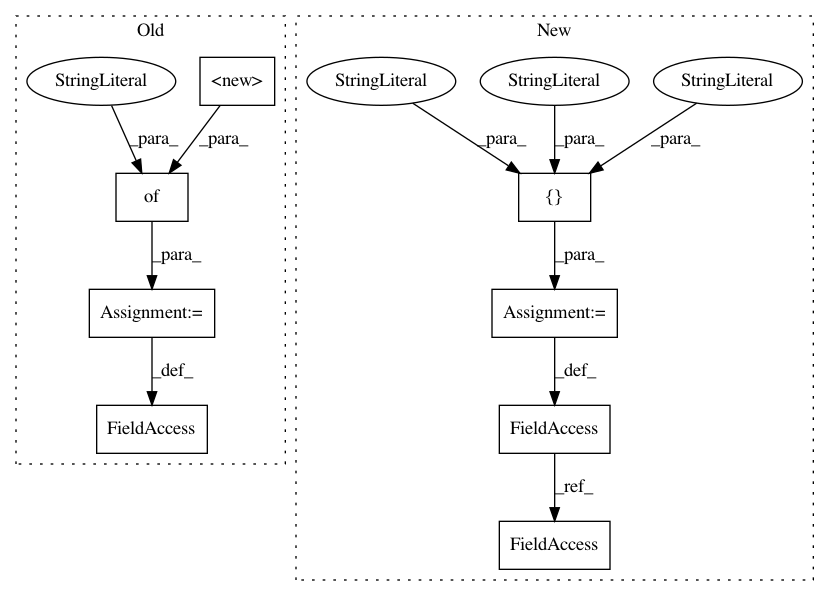 Old
New
StringLiteral
<new>
StringLiteral
StringLiteral
StringLiteral
_para_
_para_
_para_
_para_
_para_
of
{}
_para_
_para_
Assignment:=
Assignment:=
_def_
_def_
FieldAccess
FieldAccess
_ref_
FieldAccess